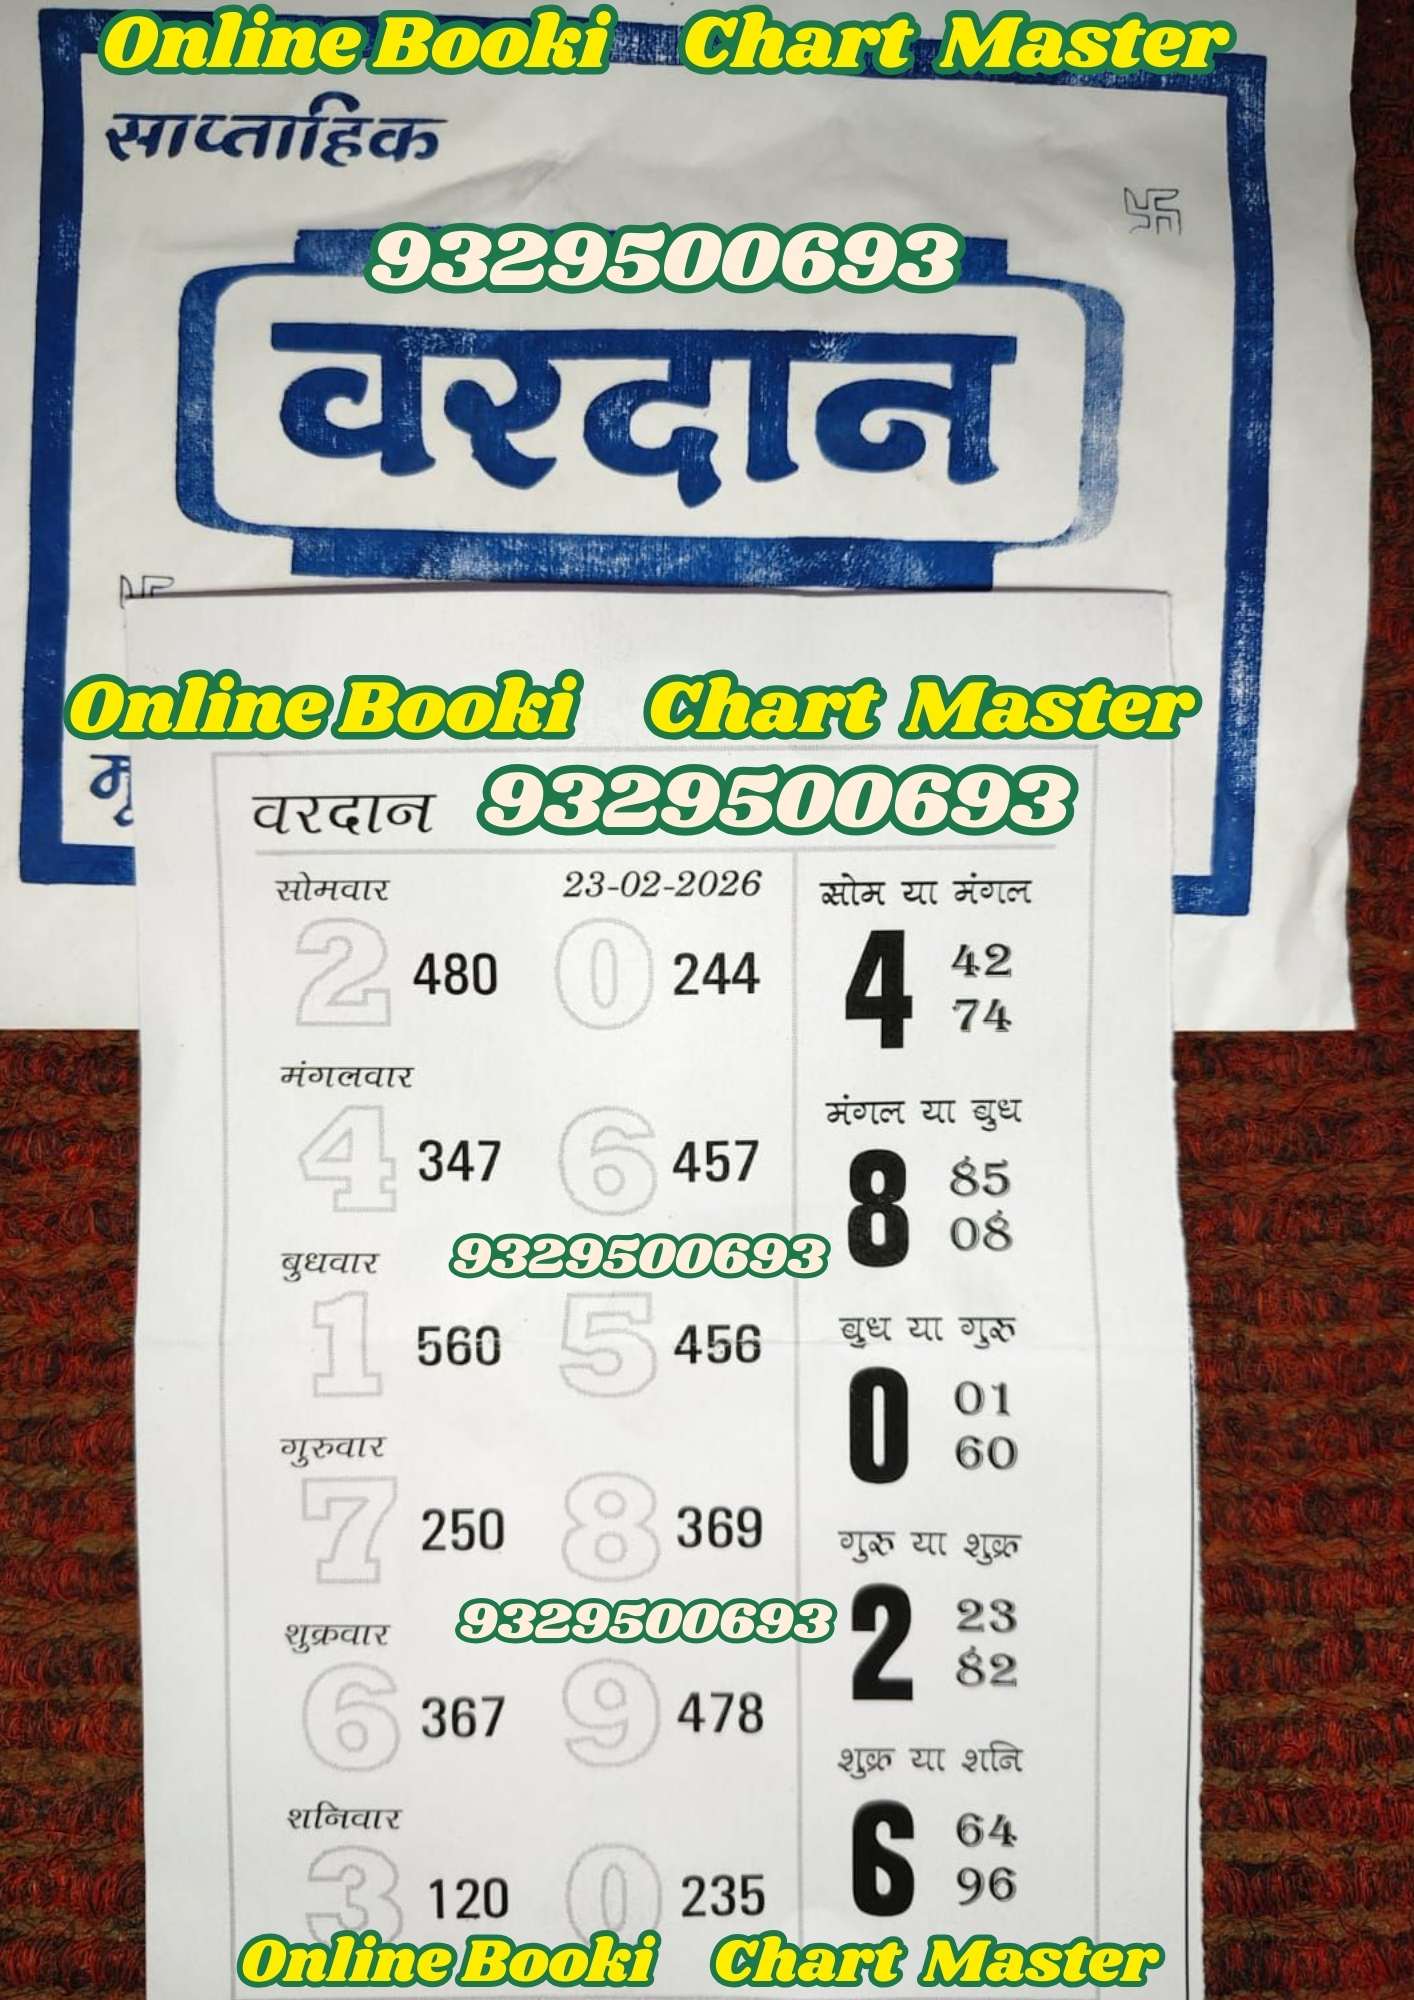 Online Booki Chart Master
साप्ताहिक
9329500693
वरदान
Online Booki Chart Master
वरदान 9329500693
सोमवार 23-02-2026
2 480 0 244
मंगलवार
4 347 6 457
बुधवार 9329500693
1 560 5 456
गुरुवार
7 250 8 369
शुक्रवार 9329500693
6 367 9 478
शनिवार
3 120 0 235
सोम या मंगल
4 42
74
मंगल या बुध
8 85
08
बुध या गुरु
0 01
60
गुरु या शुक्र
2 23
82
शुक्र या शनि
6 64
96
Online Booki Chart Master